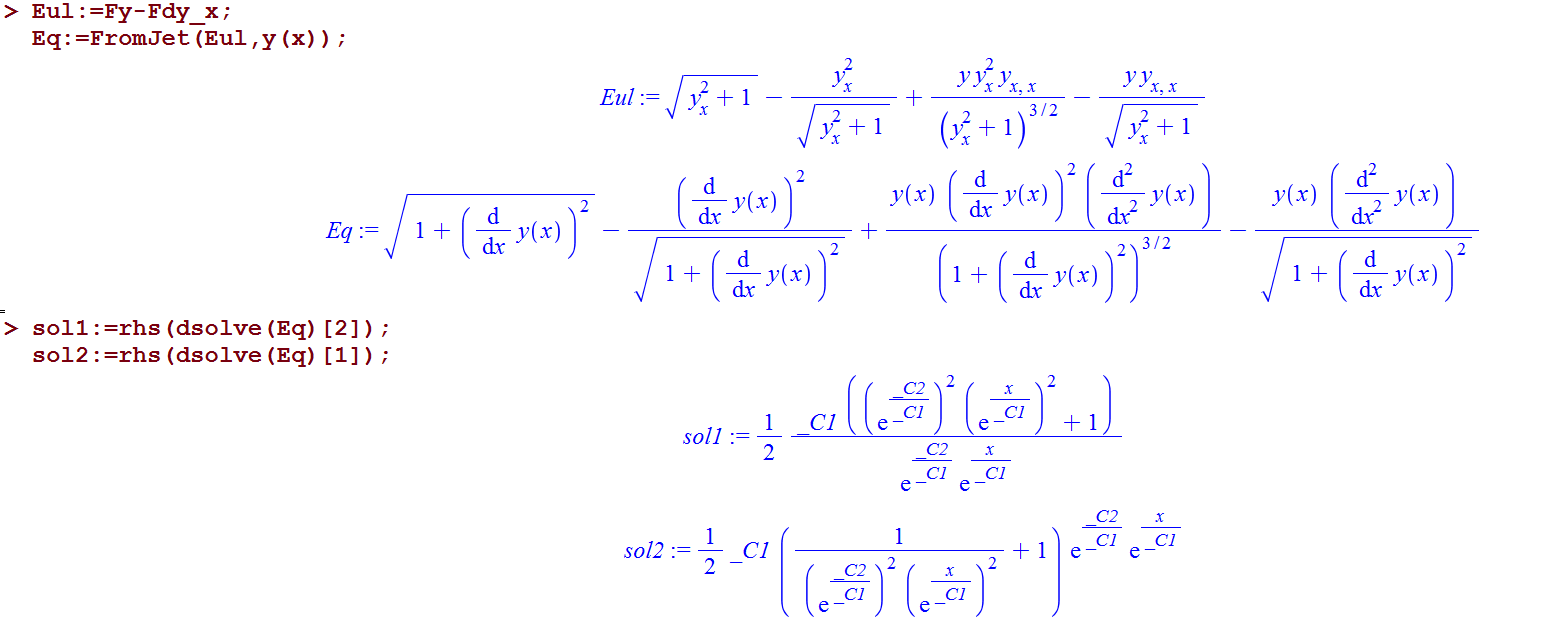 > Eul:=Fy-Fdy_x;
Eq:=FromJet(Eul,y(x));
Eul := √(y_x^2 + 1) − y_x^2/√(y_x^2 + 1) + y y_x^2 y_{x, x}/(y_x^2 + 1)^{3/2} − y y_{x, x}/√(y_x^2 + 1)
Eq := √(1 + (d/dx y(x))^2) − (d/dx y(x))^2/√(1 + (d/dx y(x))^2) + y(x) (d/dx y(x))^2 (d^2/dx^2 y(x))/(1 + (d/dx y(x))^2)^{3/2} − y(x) (d^2/dx^2 y(x))/√(1 + (d/dx y(x))^2)
> sol1:=rhs(dsolve(Eq)[2]);
sol2:=rhs(dsolve(Eq)[1]);
sol1 := 1/2 _C1 ((e^{_C2/_C1})^2 (e^{x/_C1})^2 + 1)/(e^{_C2/_C1} e^{x/_C1})
sol2 := 1/2 _C1 (1/((e^{_C2/_C1})^2 (e^{x/_C1})^2) + 1) e^{_C2/_C1} e^{x/_C1}